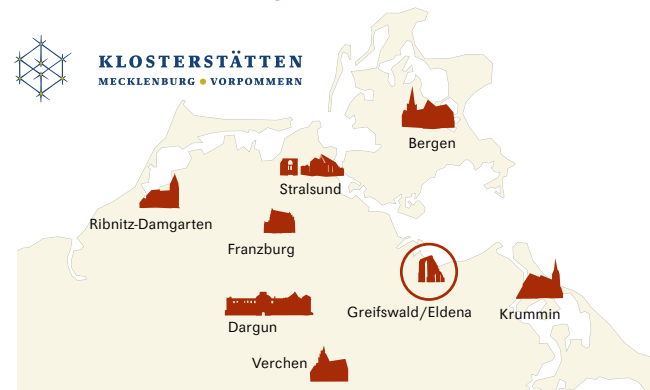 KLOSTERSTÄTTEN
MECKLENBURG • VORPOMMERN
Bergen
Stralsund
Ribnitz-Damgarten
Franzburg
Greifswald/Eldena
Krummin
Dargun
Verchen